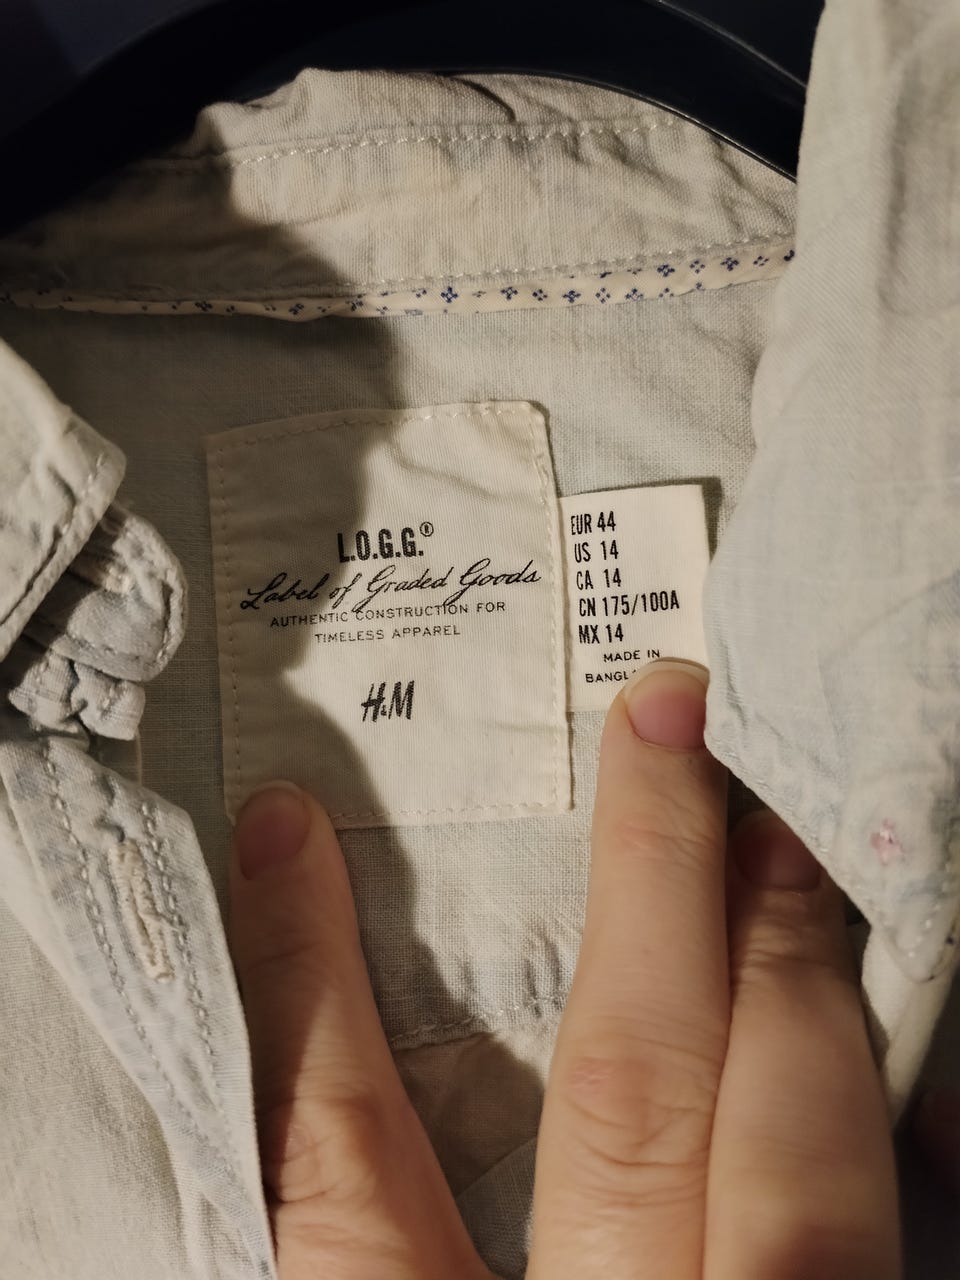 L.O.G.G.®
Label of Graded Goods
AUTHENTIC CONSTRUCTION FOR
TIMELESS APPAREL
H&M
EUR 44
US 14
CA 14
CN 175/100A
MX 14
MADE IN